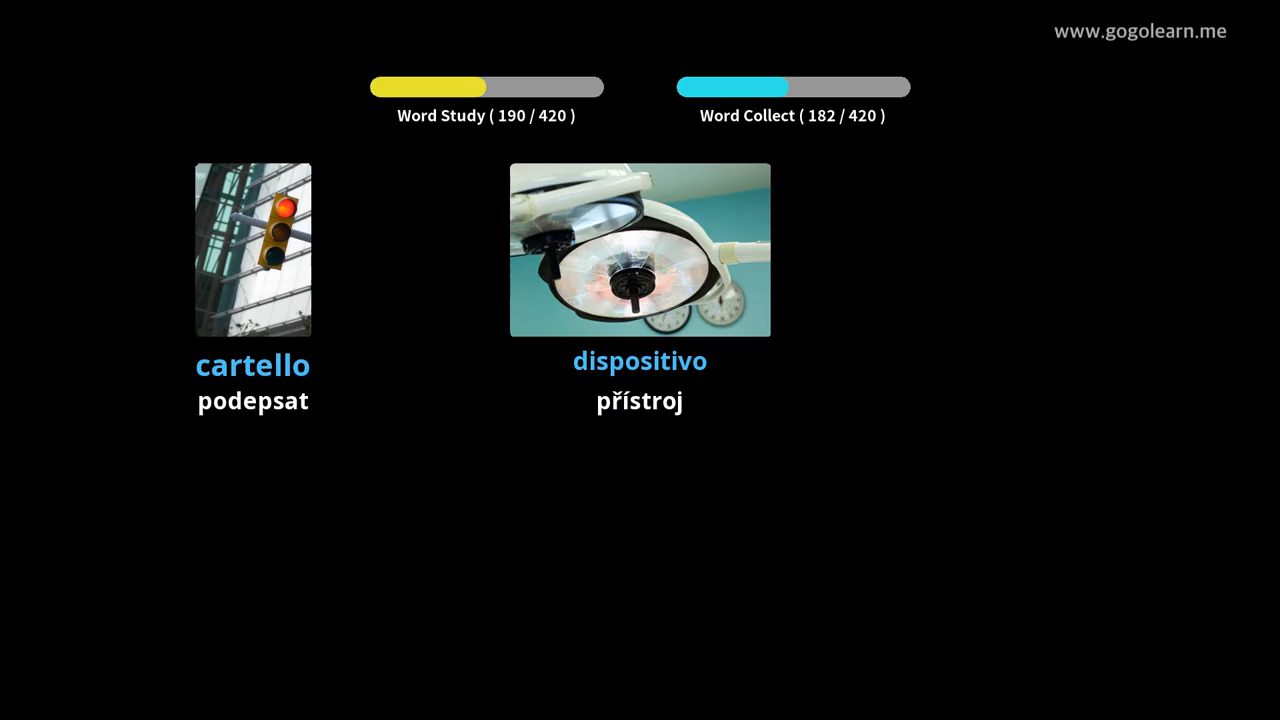 www.gogolearn.me
Word Study ( 190 / 420 )
Word Collect ( 182 / 420 )
cartello
podepsat
dispositivo
přístroj